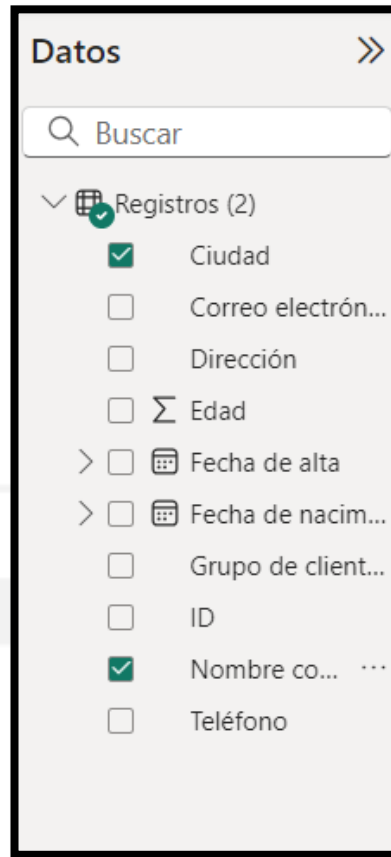 Datos
Buscar
Registros (2)
Ciudad
Correo electrón...
Dirección
Edad
Fecha de alta
Fecha de nacim...
Grupo de client...
ID
Nombre co... ...
Teléfono